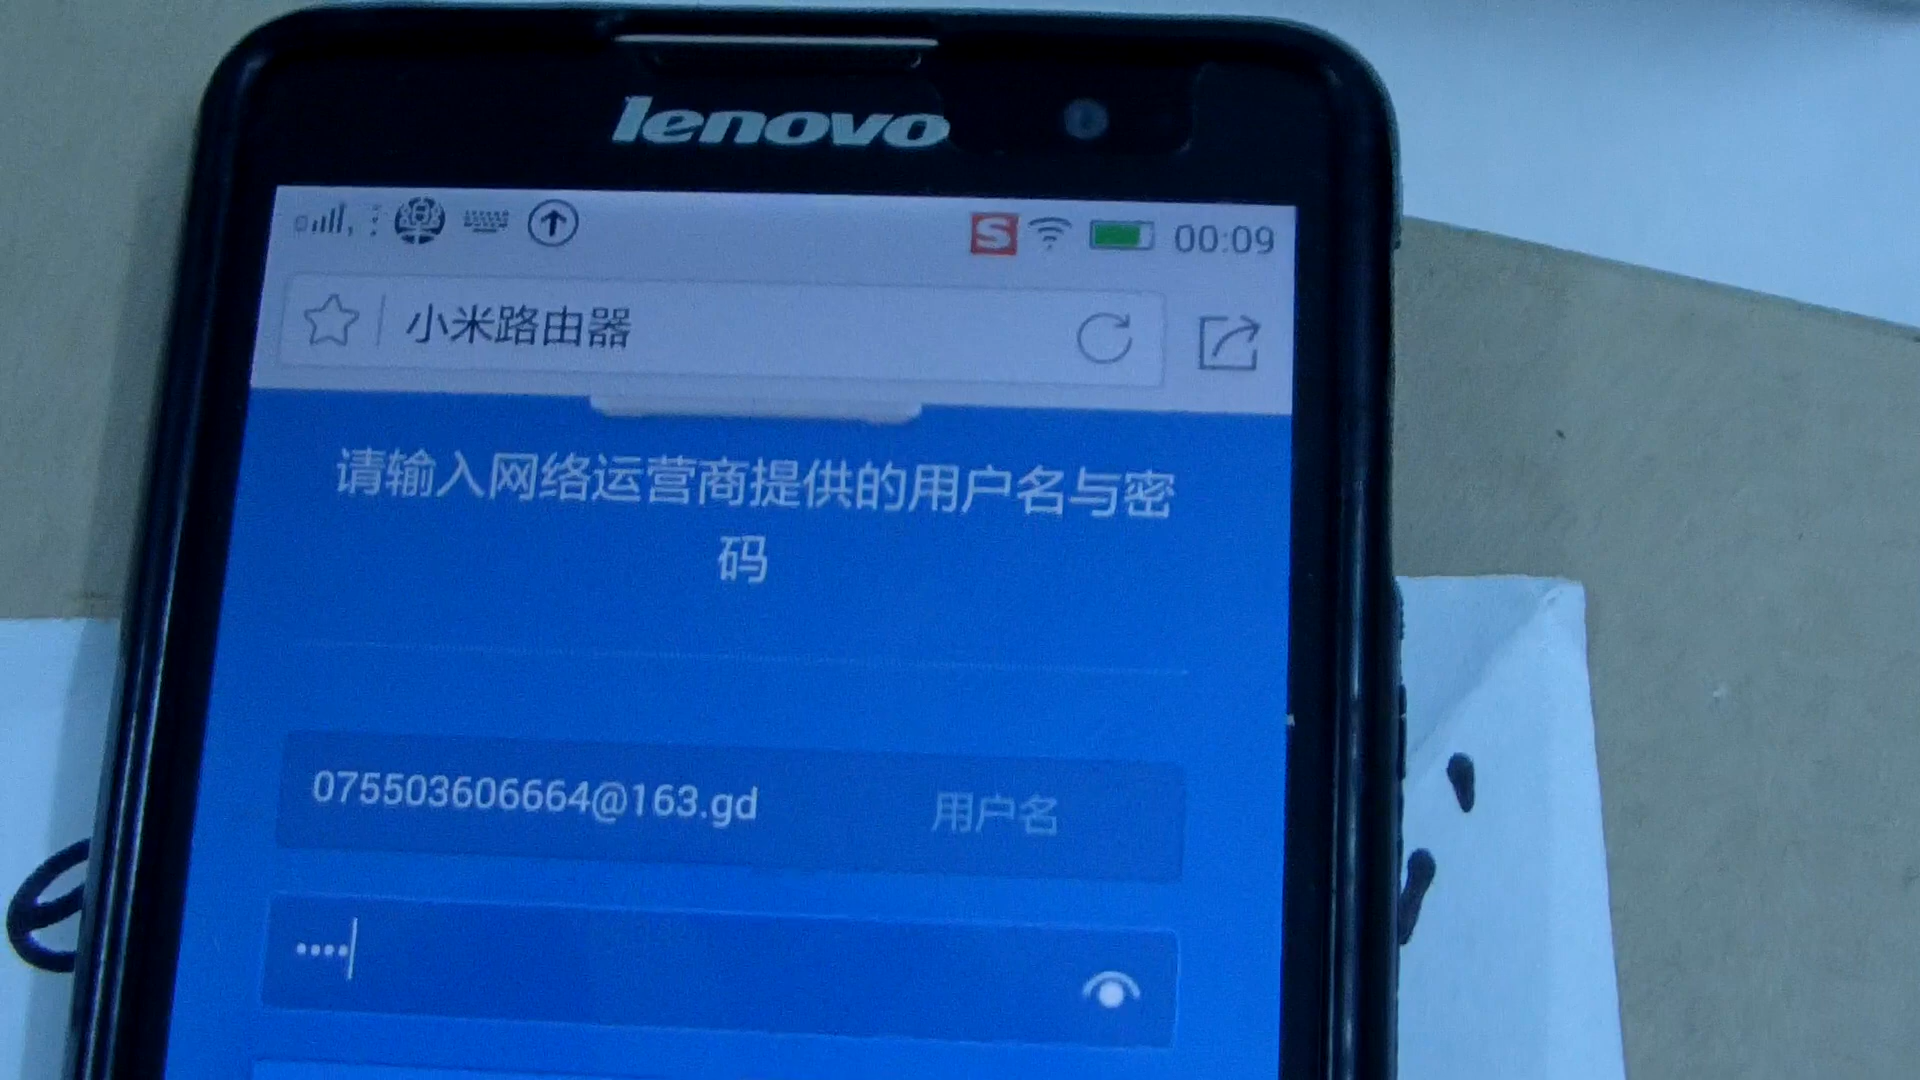 lenovo
00:09
小米路由器
请输入网络运营商提供的用户名与密
码
075503606664@163.gd 用户名